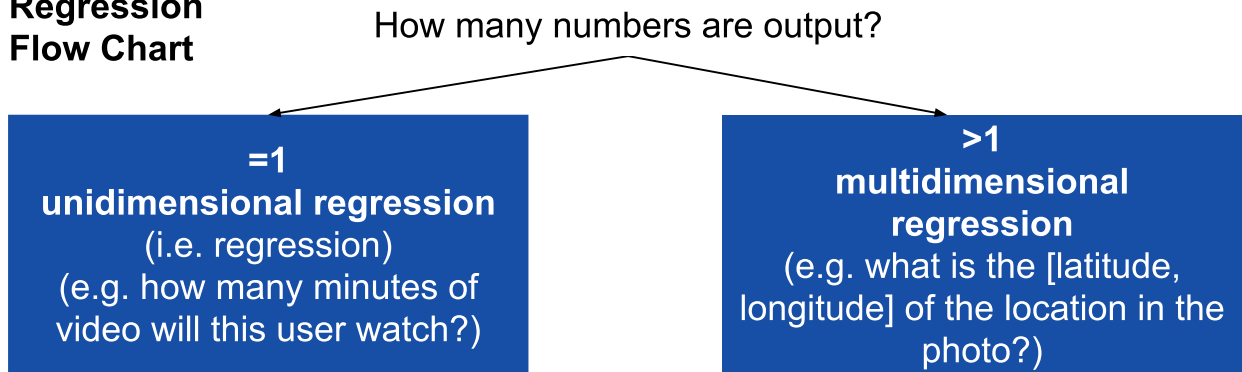 Regression
Flow Chart
How many numbers are output?
=1
unidimensional regression
(i.e. regression)
(e.g. how many minutes of
video will this user watch?)
>1
multidimensional
regression
(e.g. what is the [latitude,
longitude] of the location in the
photo?)